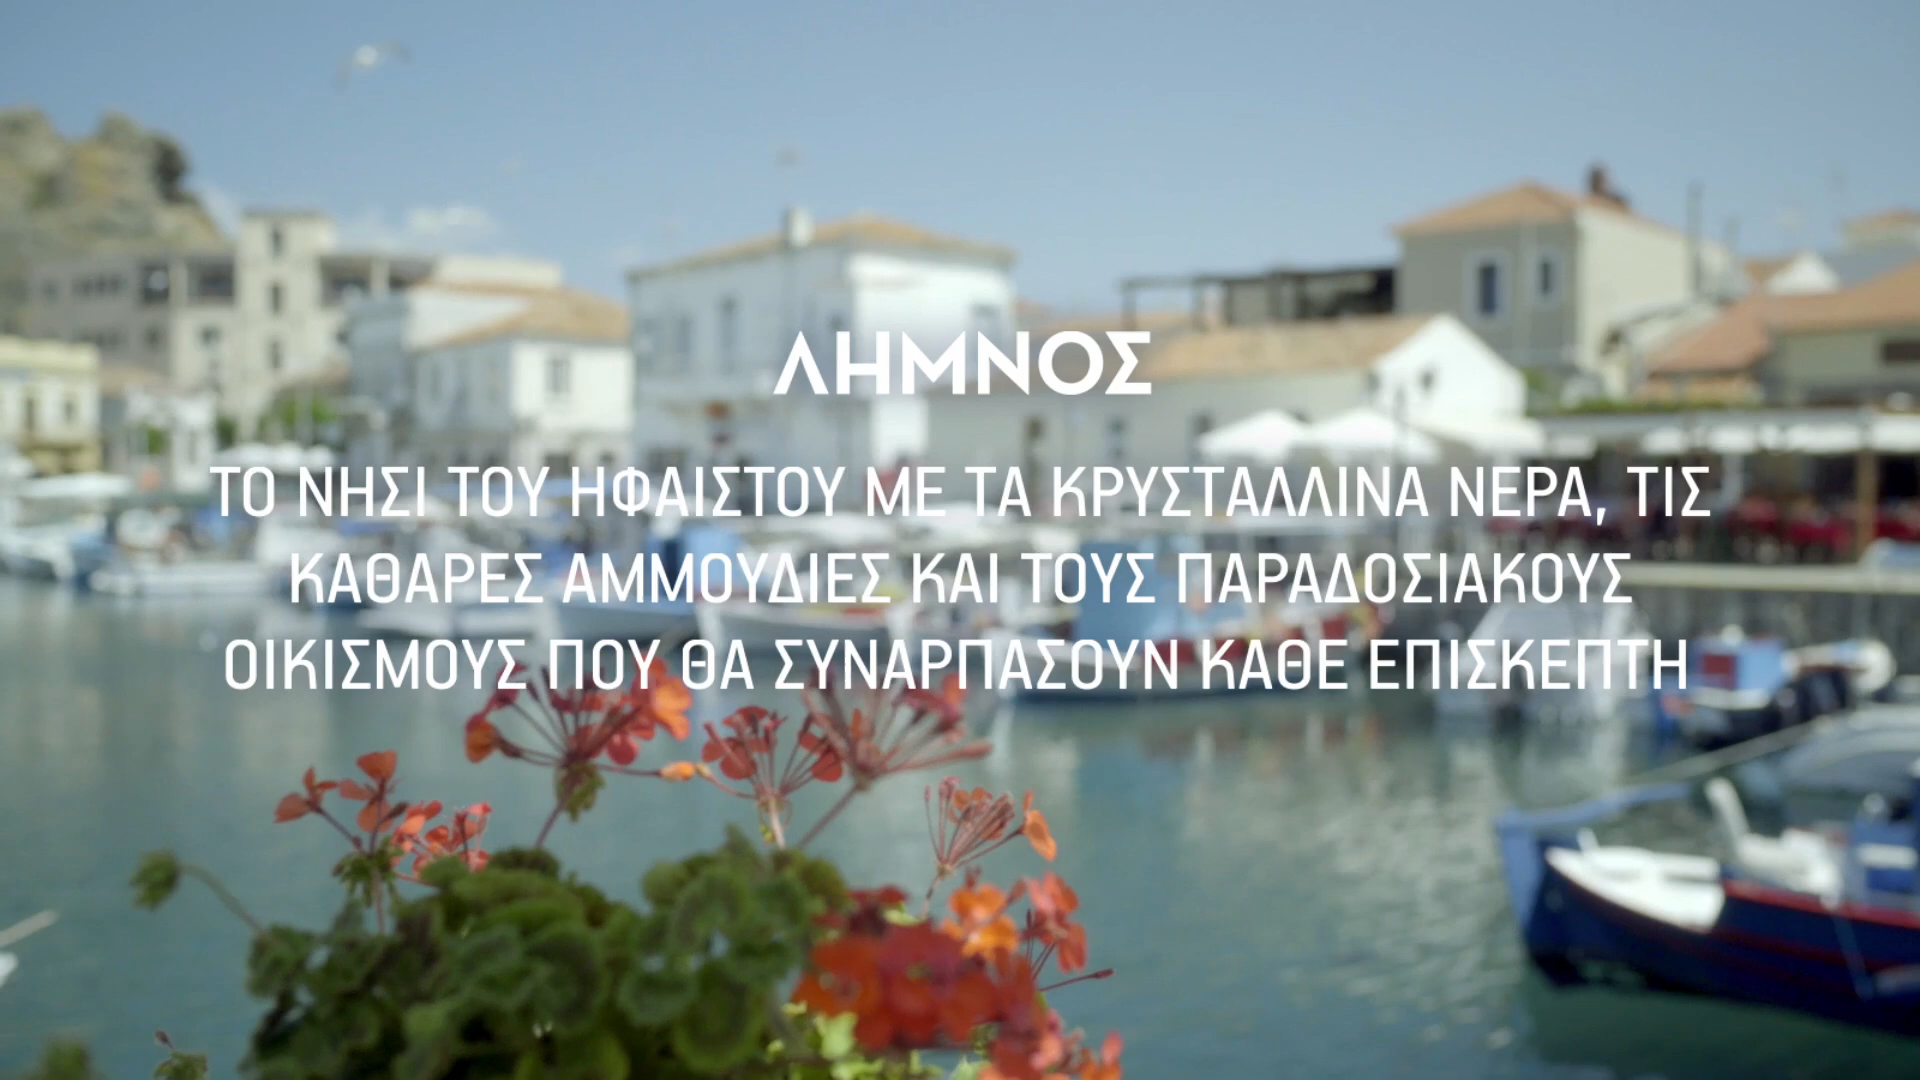 ΛΗΜΝΟΣ
ΤΟ ΝΗΣΙ ΤΟΥ ΗΦΑΙΣΤΟΥ ΜΕ ΤΑ ΚΡΥΣΤΑΛΛΙΝΑ ΝΕΡΑ, ΤΙΣ
ΚΑΘΑΡΕΣ ΑΜΜΟΥΔΙΕΣ ΚΑΙ ΤΟΥΣ ΠΑΡΑΔΟΣΙΑΚΟΥΣ
ΟΙΚΙΣΜΟΥΣ ΠΟΥ ΘΑ ΣΥΝΑΡΠΑΣΟΥΝ ΚΑΘΕ ΕΠΙΣΚΕΠΤΗ